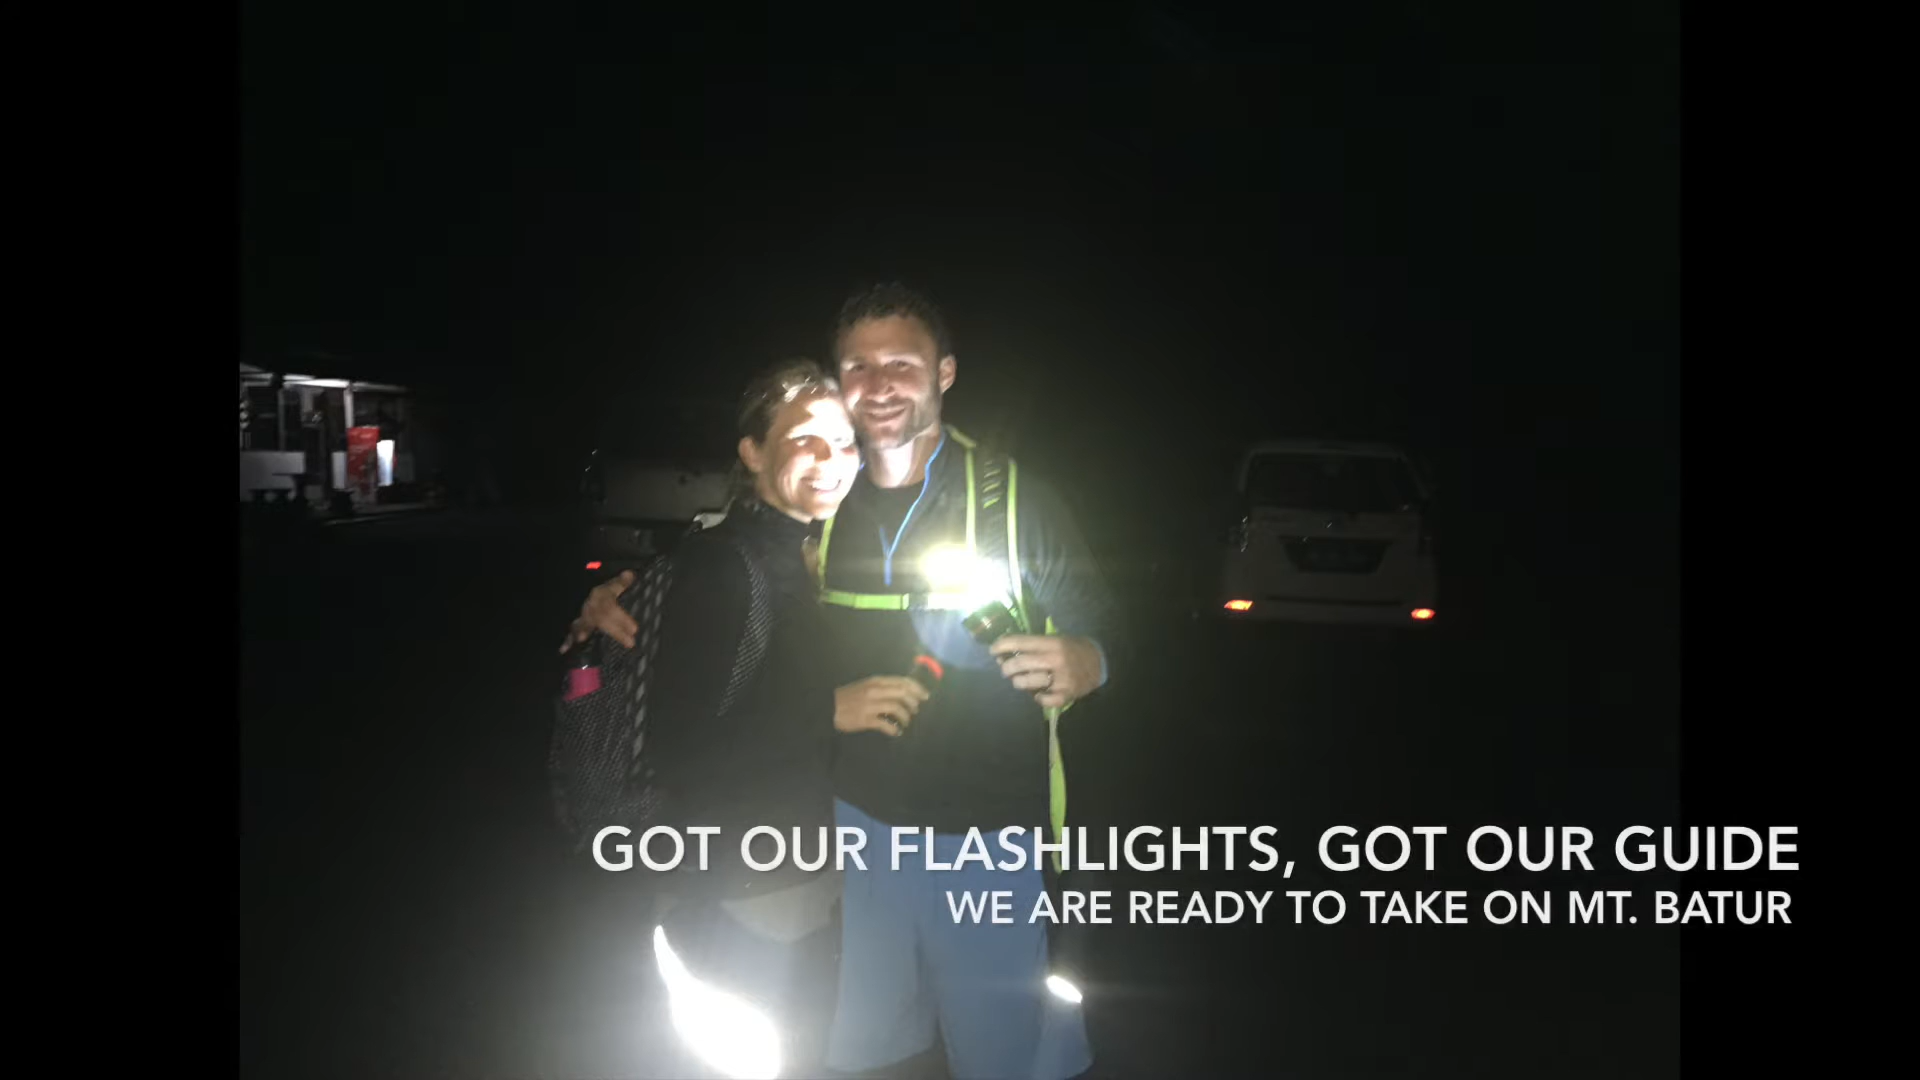 GOT OUR FLASHLIGHTS, GOT OUR GUIDE
WE ARE READY TO TAKE ON MT. BATUR